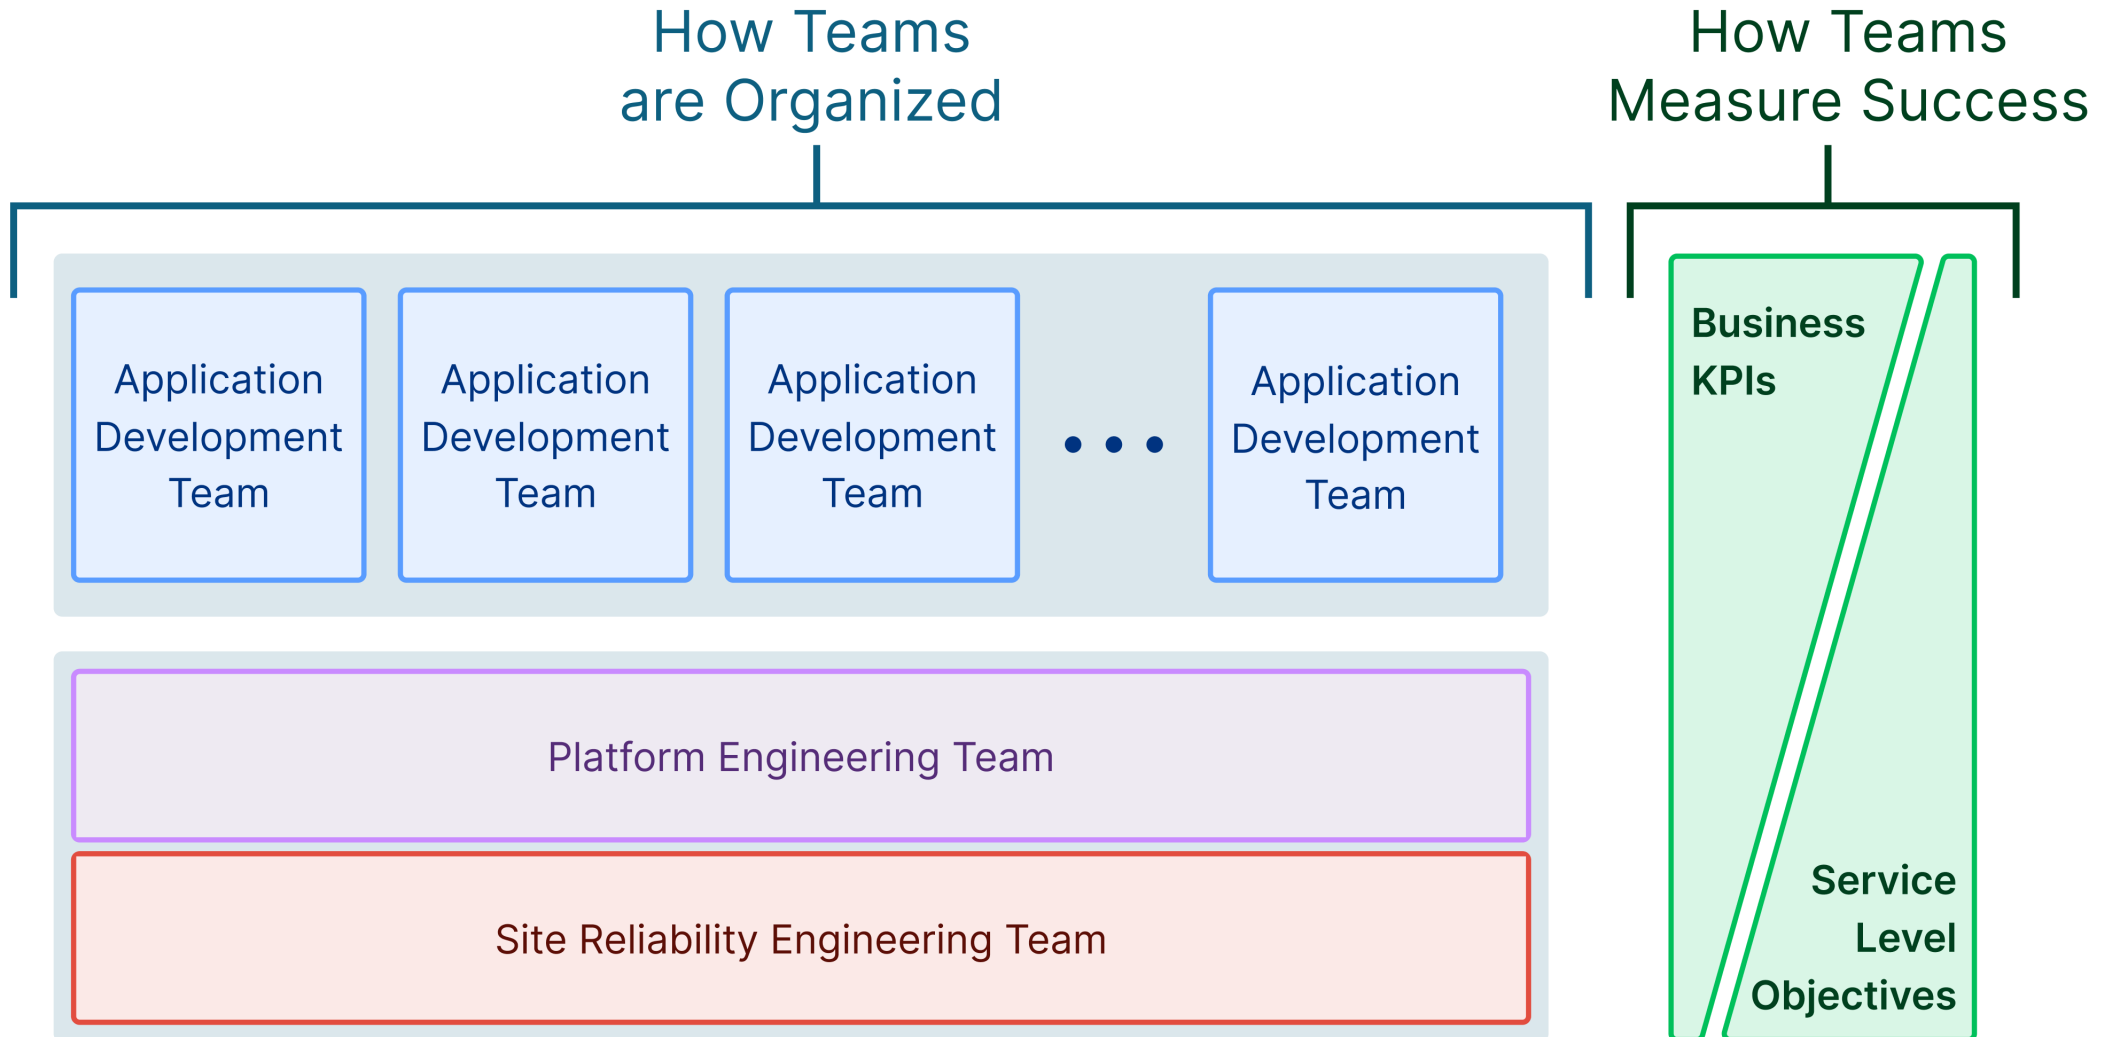 How Teams
are Organized
How Teams
Measure Success
Application
Development
Team
Application
Development
Team
Application
Development
Team
Application
Development
Team
Business
KPIs
Platform Engineering Team
Site Reliability Engineering Team
Service
Level
Objectives